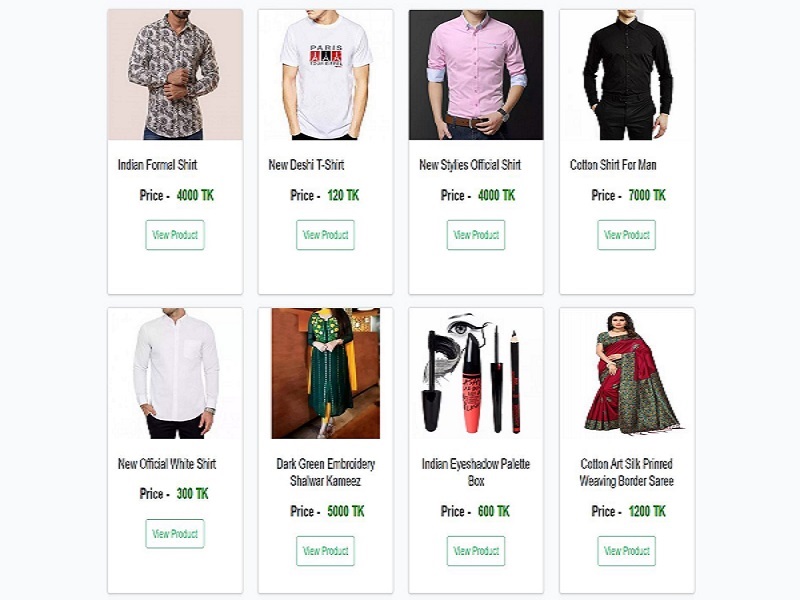 PARIS
Indian Formal Shirt
Price - 4000 TK
View Product
New Deshi T-Shirt
Price - 120 TK
View Product
New Stylies Official Shirt
Price - 4000 TK
View Product
Cotton Shirt For Man
Price - 7000 TK
View Product
New Official White Shirt
Price - 300 TK
View Product
Dark Green Embroidery
Shalwar Kameez
Price - 5000 TK
View Product
Indian Eyeshadow Palette
Box
Price - 600 TK
View Product
Cotton Art Silk Prinred
Weaving Border Saree
Price - 1200 TK
View Product